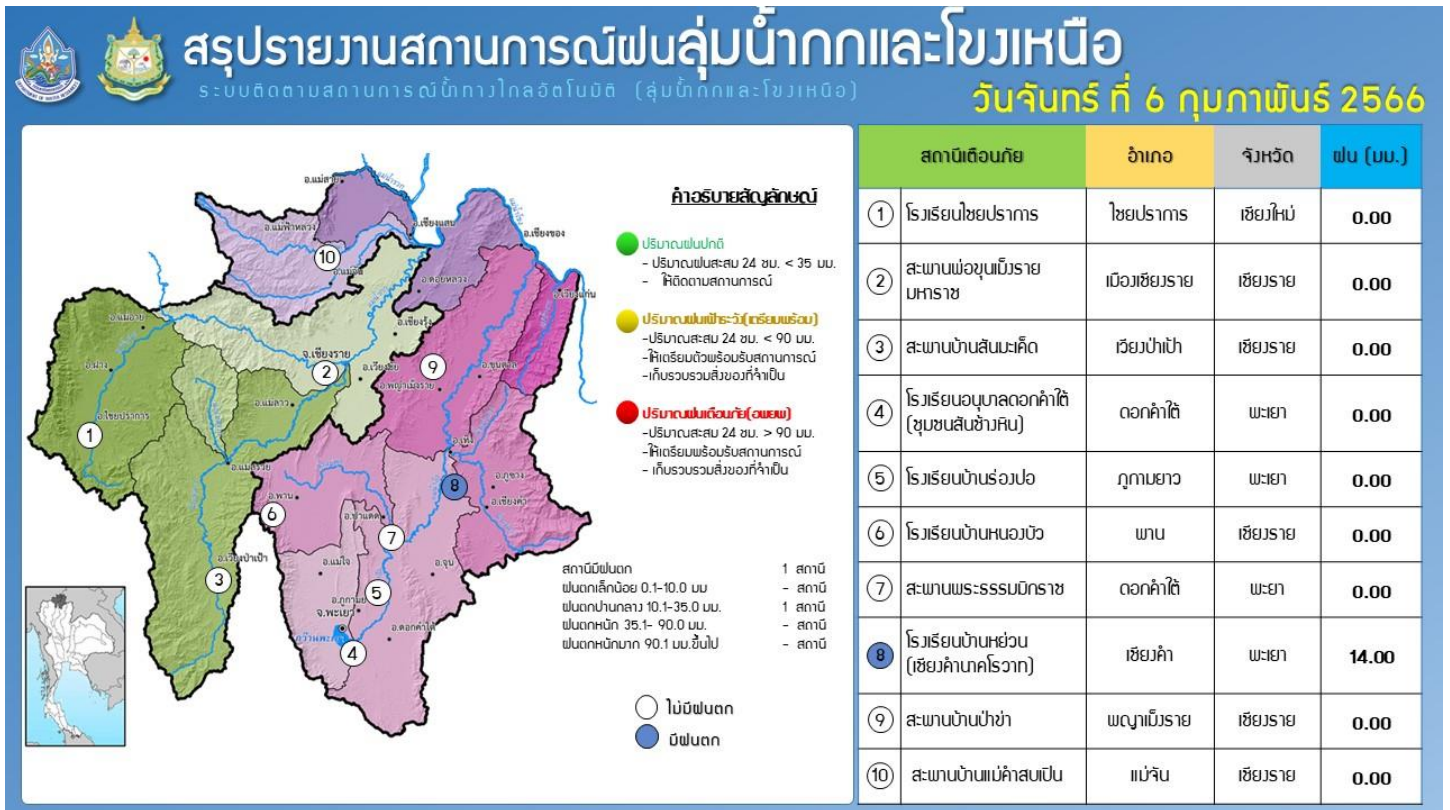 สรุปรายงานสถานการณ์ฝนลุ่มน้ำกกและโขงเหนือ
ระบบติดตามสถานการณ์น้ำทางไกลอัตโนมัติ (ลุ่มน้ำกกและโขงเหนือ)
วันจันทร์ ที่ 6 กุมภาพันธ์ 2566
อ.แม่สาย
อ.แม่ฟ้าหลวง
อ.เชียงแสน
อ.เชียงของ
10
อ.แม่จัน
อ.ดอยหลวง
อ.เวียงแก่น
อ.แม่อาย
อ.เชียงรุ้ง
จ.เชียงราย
2
อ.เวียงชัย
9
อ.ขุนตาล
อ.ฝาง
อ.พญาเม็งราย
อ.แม่ลาว
อ.ไชยปราการ
1
อ.เทิง
อ.แม่สรวย
8
อ.ภูซาง
อ.เชียงคำ
อ.พาน
6
อ.ป่าแดด
7
อ.เวียงป่าเป้า
3
อ.แม่ใจ
อ.จุน
5
อ.ภูกามยาว
จ.พะเยา
กว๊านพะเยา
อ.ดอกคำใต้
4
คำอธิบายสัญลักษณ์
ปริมาณฝนปกติ
- ปริมาณฝนสะสม 24 ชม. < 35 มม.
- ให้ติดตามสถานการณ์
ปริมาณฝนเฝ้าระวัง(เตรียมพร้อม)
-ปริมาณสะสม 24 ชม. < 90 มม.
-ให้เตรียมตัวพร้อมรับสถานการณ์
-เก็บรวบรวมสิ่งของที่จำเป็น
ปริมาณฝนเตือนภัย(อพยพ)
-ปริมาณสะสม 24 ชม. > 90 มม.
-ให้เตรียมพร้อมรับสถานการณ์
- เก็บรวบรวมสิ่งของที่จำเป็น
สถานีมีฝนตก 1 สถานี
ฝนตกเล็กน้อย 0.1-10.0 มม - สถานี
ฝนตกปานกลาง 10.1-35.0 มม. 1 สถานี
ฝนตกหนัก 35.1- 90.0 มม. - สถานี
ฝนตกหนักมาก 90.1 มม.ขึ้นไป - สถานี
ไม่มีฝนตก
มีฝนตก
สถานีเตือนภัย อำเภอ จังหวัด ฝน (มม.)
1 โรงเรียนไชยปราการ ไชยปราการ เชียงใหม่ 0.00
2 สะพานพ่อขุนเม็งราย
มหาราช เมืองเชียงราย เชียงราย 0.00
3 สะพานบ้านสันมะเค็ด เวียงป่าเป้า เชียงราย 0.00
4 โรงเรียนอนุบาลดอกคำใต้
(ชุมชนสันช้างหิน) ดอกคำใต้ พะเยา 0.00
5 โรงเรียนบ้านร่องปอ ภูกามยาว พะเยา 0.00
6 โรงเรียนบ้านหนองบัว พาน เชียงราย 0.00
7 สะพานพระธรรมมิกราช ดอกคำใต้ พะเยา 0.00
8 โรงเรียนบ้านหย่วน
(เชียงคำนาคโรวาท) เชียงคำ พะเยา 14.00
9 สะพานบ้านป่าข่า พญาเม็งราย เชียงราย 0.00
10 สะพานบ้านแม่คำสบเปิน แม่จัน เชียงราย 0.00